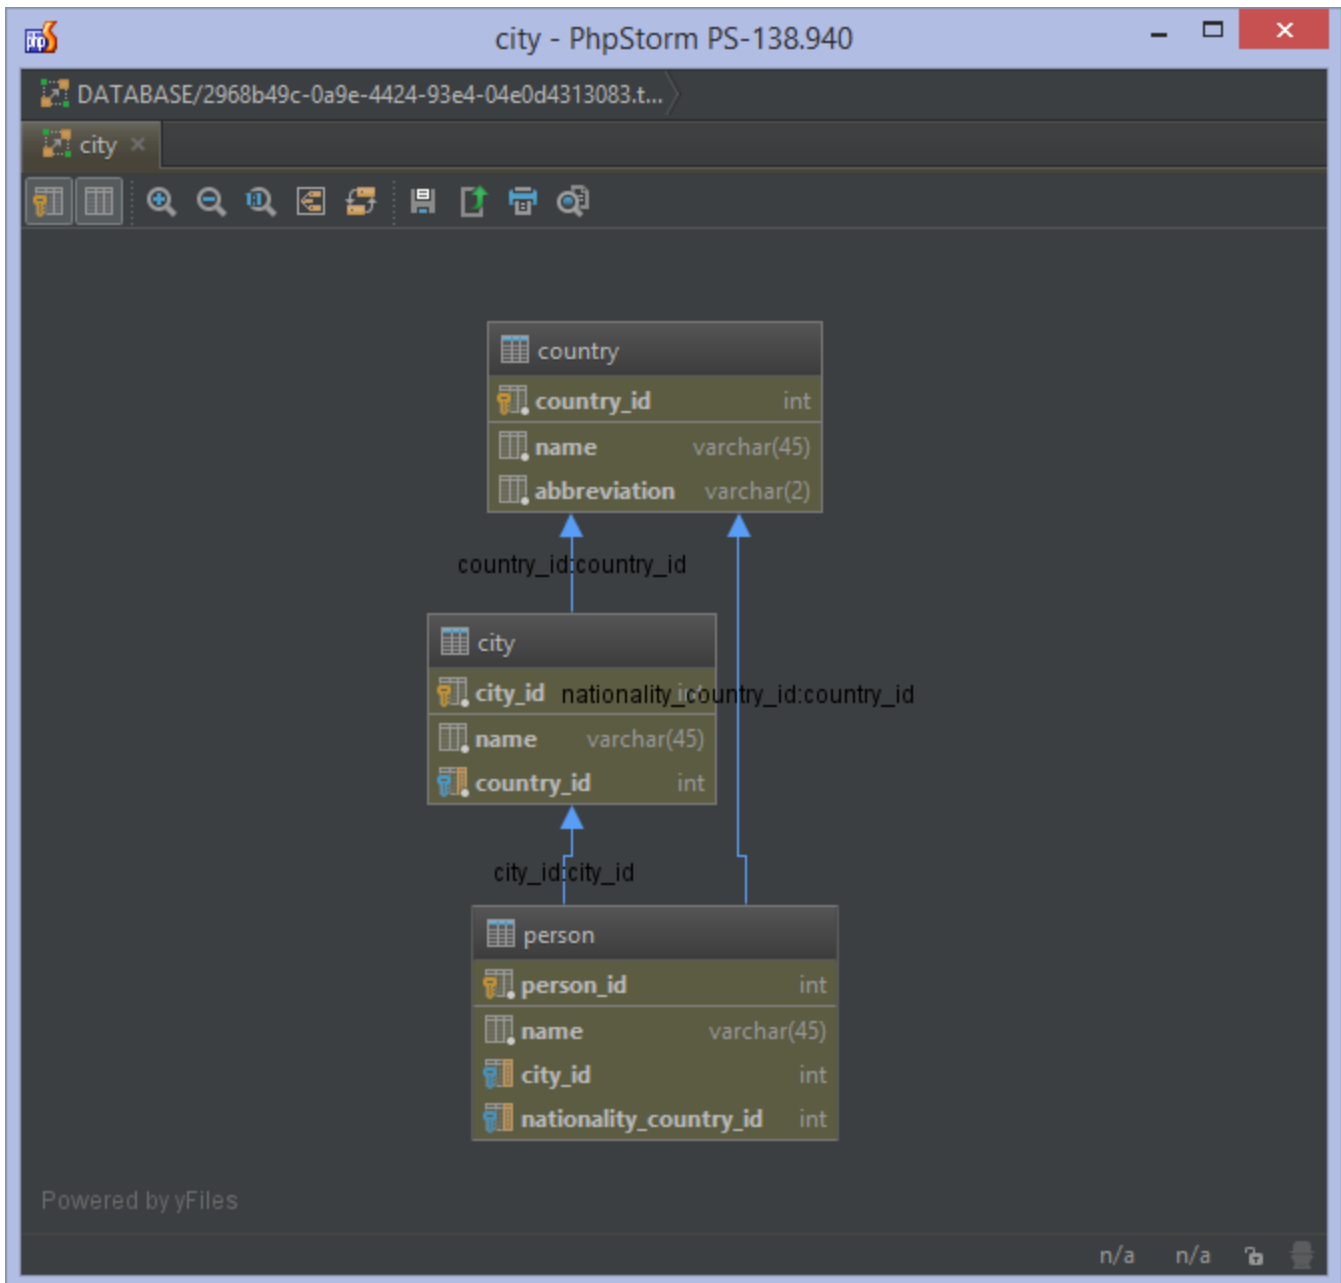 php
city - PhpStorm PS-138.940
DATABASE/2968b49c-0a9e-4424-93e4-04e0d4313083.t...
city
country
country_id int
name varchar(45)
abbreviation varchar(2)
country_id:country_id
city
city_id int
nationality_country_id:country_id
name varchar(45)
country_id int
city_id:city_id
person
person_id int
name varchar(45)
city_id int
nationality_country_id int
Powered by yFiles
n/a n/a